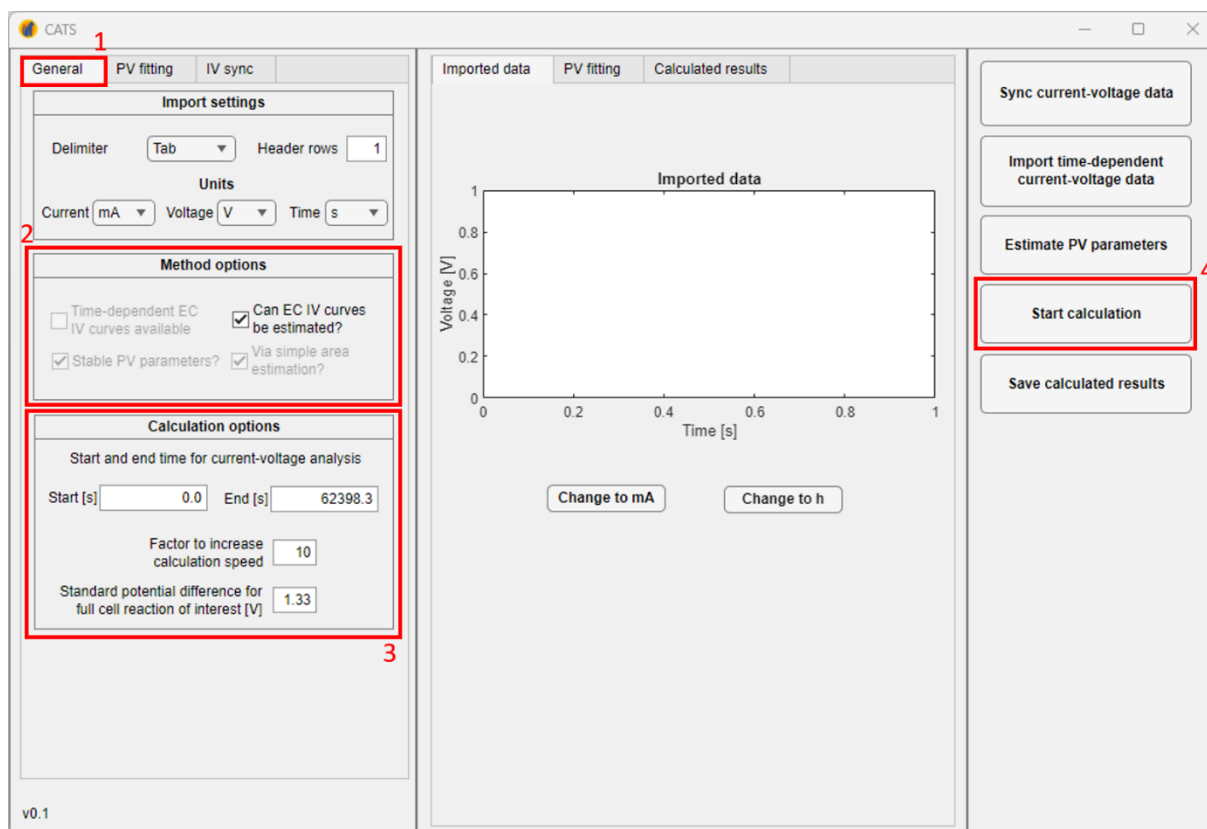 CATS
1
General PV fitting IV sync
Import settings
Delimiter Tab Header rows 1
Units
Current mA Voltage V Time s
2
Method options
Time-dependent EC
IV curves available
Can EC IV curves
be estimated?
Stable PV parameters?
Via simple area
estimation?
Calculation options
Start and end time for current-voltage analysis
Start [s] 0.0 End [s] 62398.3
Factor to increase
calculation speed
10
Standard potential difference for
full cell reaction of interest [V]
1.33
3
v0.1
Imported data PV fitting Calculated results
Imported data
Voltage [V]
1
0.8
0.6
0.4
0.2
0
0 0.2 0.4 0.6 0.8 1
Time [s]
Change to mA Change to h
Sync current-voltage data
Import time-dependent
current-voltage data
Estimate PV parameters
4
Start calculation
Save calculated results